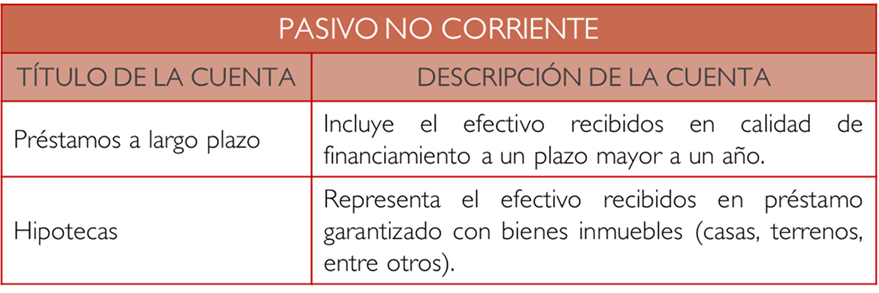 PASIVO NO CORRIENTE
TÍTULO DE LA CUENTA
DESCRIPCIÓN DE LA CUENTA
Préstamos a largo plazo
Incluye el efectivo recibidos en calidad de
financiamiento a un plazo mayor a un año.
Hipotecas
Representa el efectivo recibidos en préstamo
garantizado con bienes inmuebles (casas, terrenos,
entre otros).